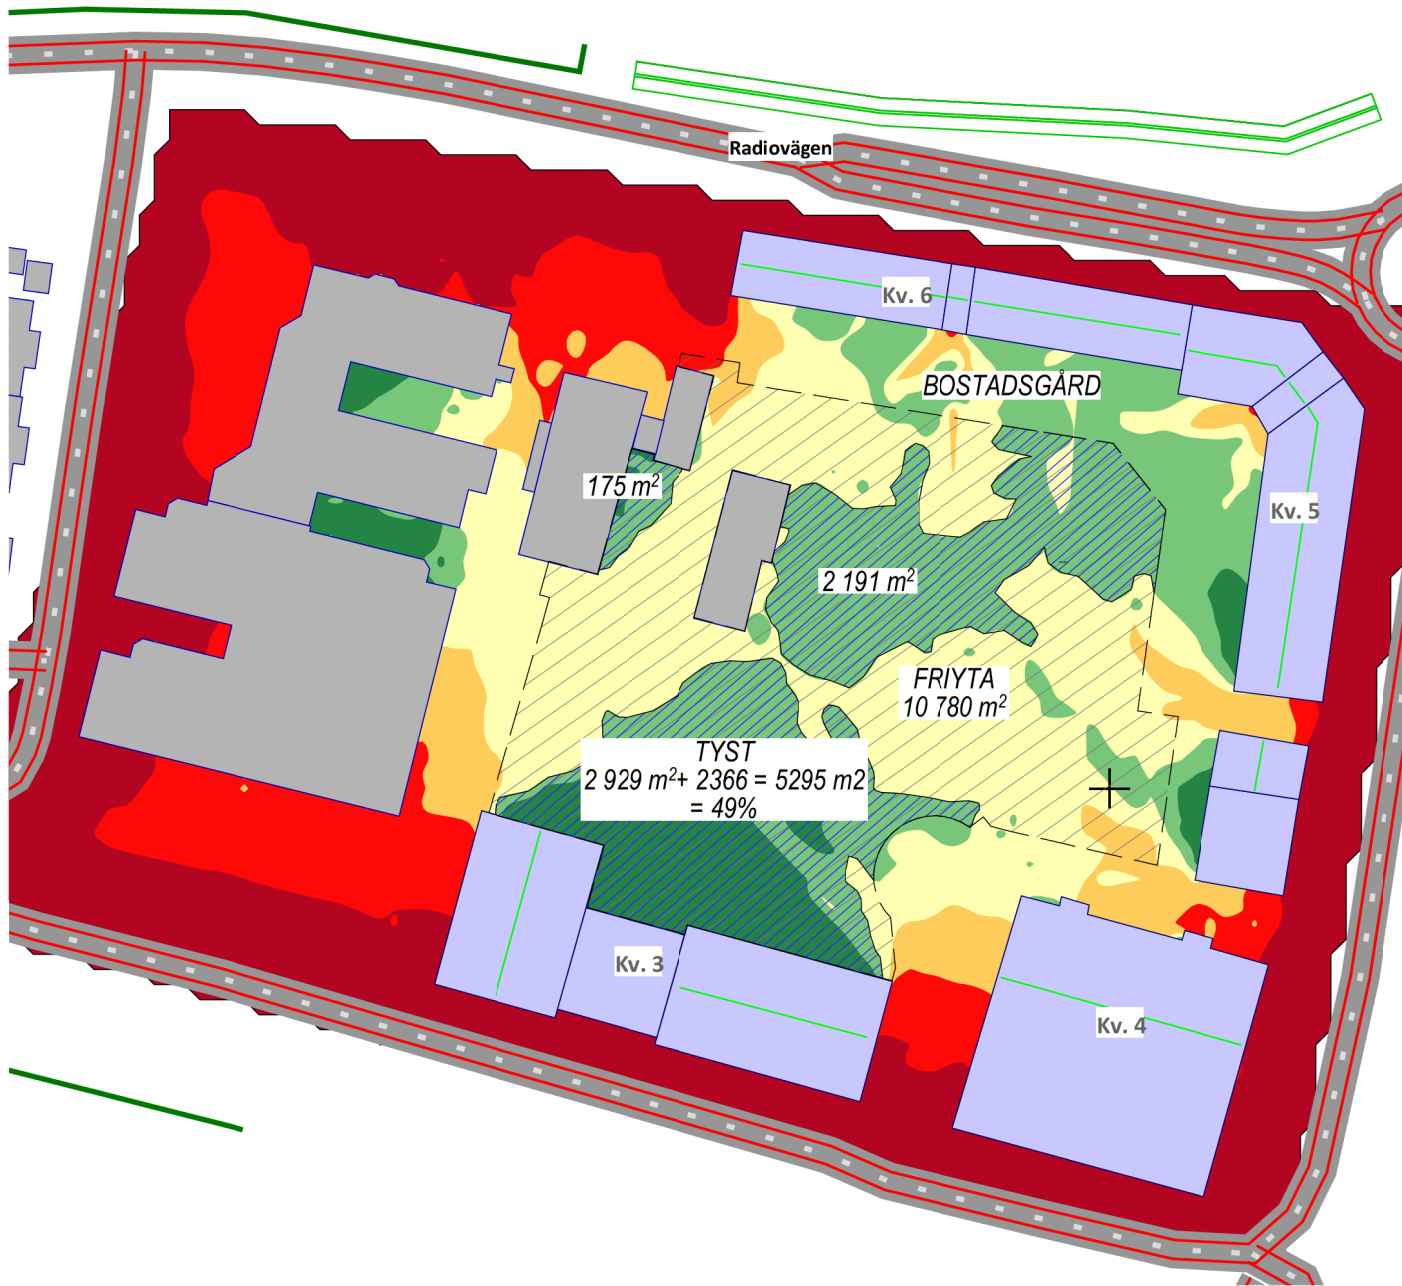 Radiovägen
Kv. 6
BOSTADSGÅRD
175 m²
Kv. 5
2 191 m²
FRIYTA
10 780 m²
TYST
2 929 m²+ 2366 = 5295 m2
= 49%
Kv. 3
Kv. 4